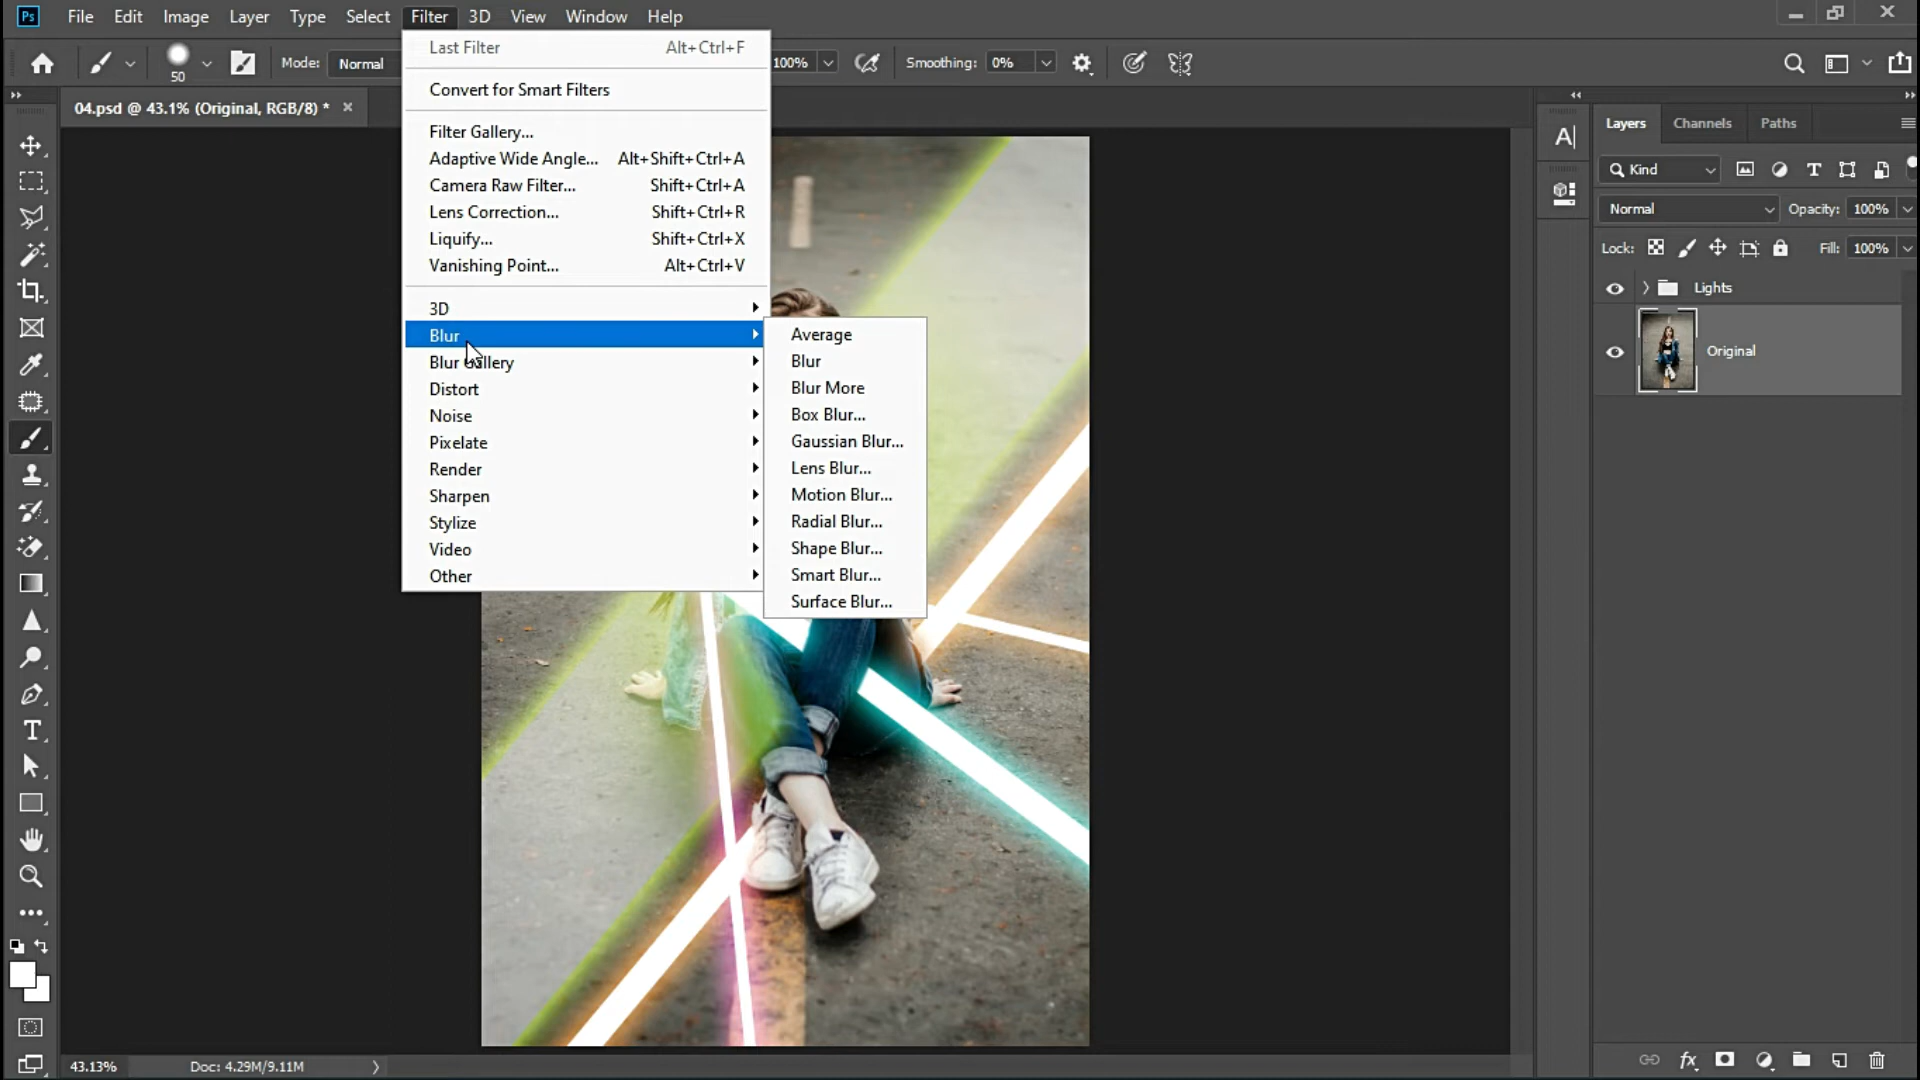 Ps File Edit Image Layer Type Select Filter 3D View Window Help
50 Mode: Normal 100% Smoothing: 0%
04.psd @ 43.1% (Original, RGB/8) *
Last Filter Alt+Ctrl+F
Convert for Smart Filters
Filter Gallery...
Adaptive Wide Angle... Alt+Shift+Ctrl+A
Camera Raw Filter... Shift+Ctrl+A
Lens Correction... Shift+Ctrl+R
Liquify... Shift+Ctrl+X
Vanishing Point... Alt+Ctrl+V
3D
Blur
Blur Gallery
Distort
Noise
Pixelate
Render
Sharpen
Stylize
Video
Other
Average
Blur
Blur More
Box Blur...
Gaussian Blur...
Lens Blur...
Motion Blur...
Radial Blur...
Shape Blur...
Smart Blur...
Surface Blur...
Layers Channels Paths
Kind
Normal Opacity: 100%
Lock: Fill: 100%
Lights
Original
43.13% Doc: 4.29M/9.11M